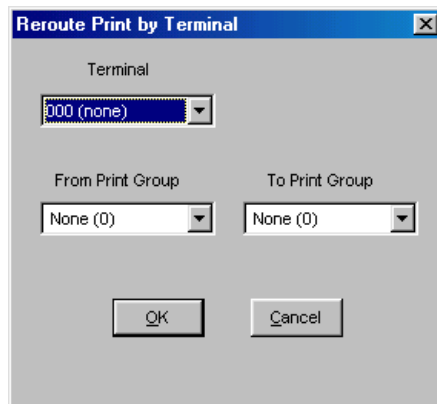 Reroute Print by Terminal
Terminal
000 (none)
From Print Group To Print Group
None (0) None (0)
OK Cancel